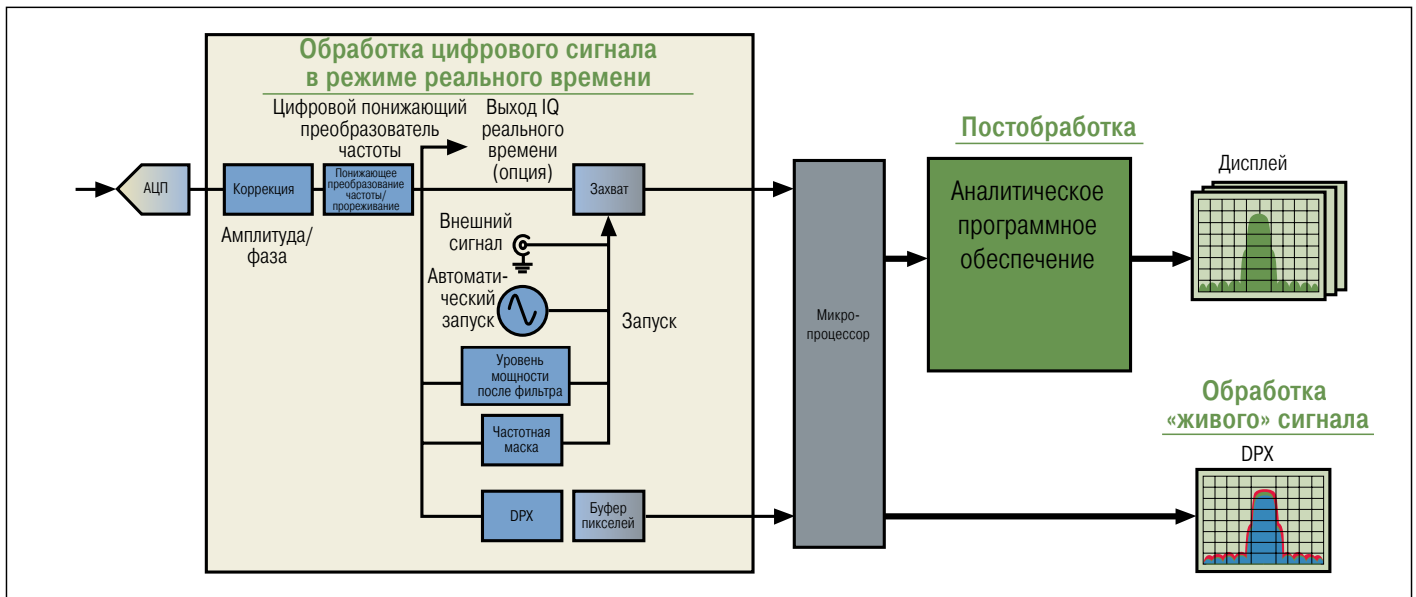 Обработка цифрового сигнала
в режиме реального времени
Цифровой понижающий
преобразователь
частоты
Выход IQ
реального
времени
(опция)
АЦП
Коррекция
Понижающее
преобразование
частоты/
прореживание
Захват
Амплитуда/
фаза
Внешний
сигнал
Автомати-
ческий
запуск
Запуск
Уровень
мощности
после фильтра
Частотная
маска
DPX
Буфер
пикселей
Микро-
процессор
Постобработка
Аналитическое
программное
обеспечение
Дисплей
Обработка
«живого» сигнала
DPX